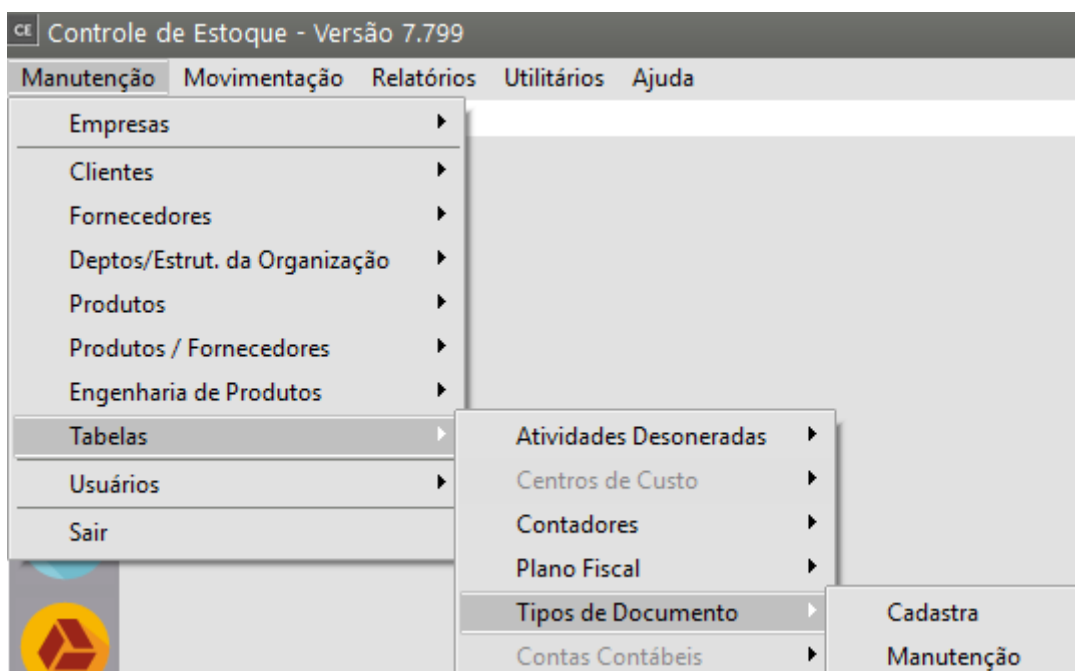 CE Controle de Estoque - Versão 7.799
Manutenção Movimentação Relatórios Utilitários Ajuda
Empresas
Clientes
Fornecedores
Deptos/Estrut. da Organização
Produtos
Produtos / Fornecedores
Engenharia de Produtos
Tabelas
Usuários
Sair
Atividades Desoneradas
Centros de Custo
Contadores
Plano Fiscal
Tipos de Documento
Contas Contábeis
Cadastra
Manutenção